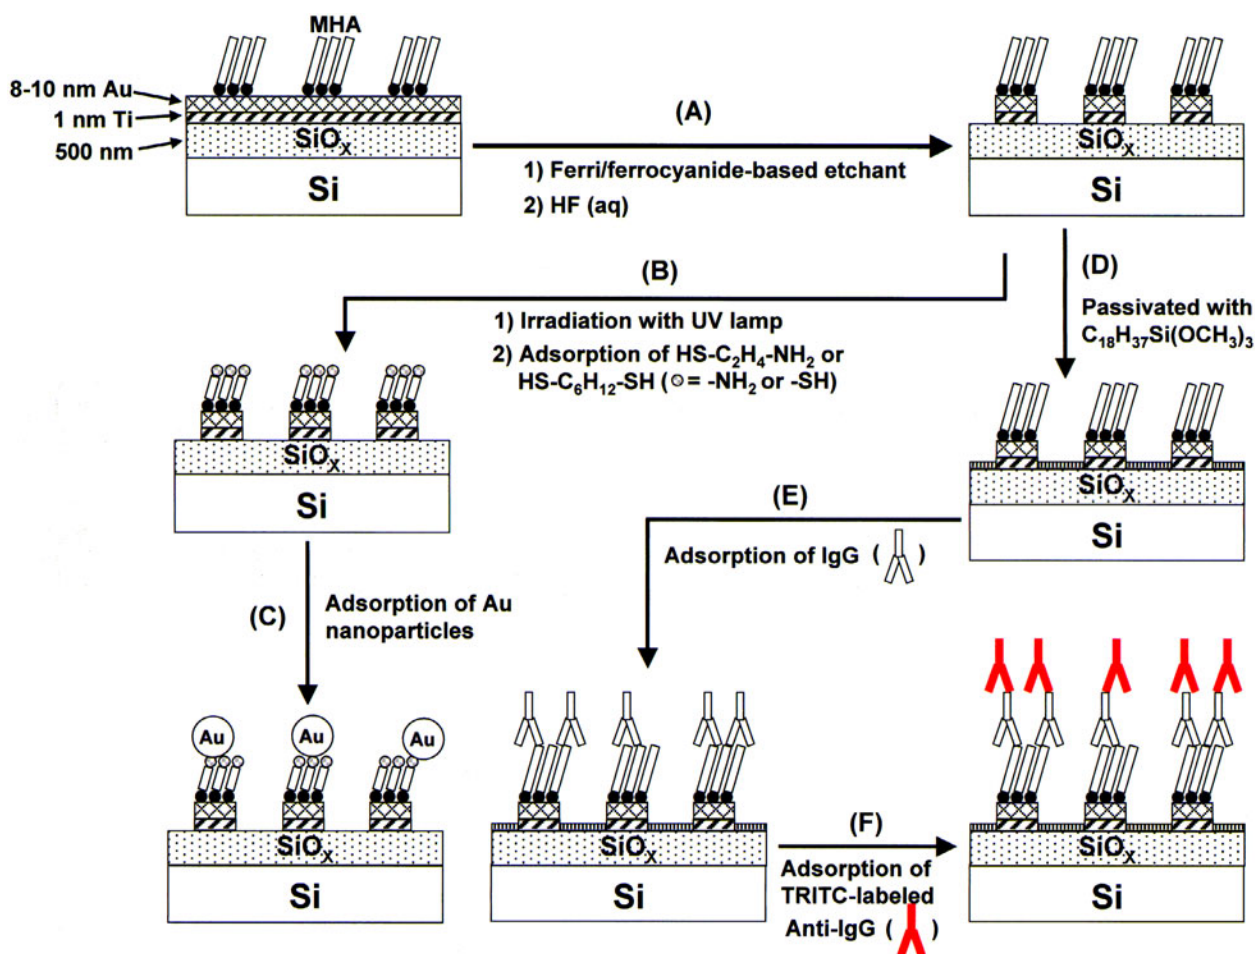 MHA
8-10 nm Au
1 nm Ti
500 nm
SiOₓ
Si
(A)
1) Ferri/ferrocyanide-based etchant
2) HF (aq)
SiOₓ
Si
(B)
1) Irradiation with UV lamp
2) Adsorption of HS-C₂H₄-NH₂ or
HS-C₆H₁₂-SH ( = -NH₂ or -SH)
(D)
Passivated with
C₁₈H₃₇Si(OCH₃)₃
SiOₓ
Si
SiOₓ
Si
(E)
Adsorption of IgG ( )
(C)
Adsorption of Au
nanoparticles
Au
Au
Au
SiOₓ
Si
SiOₓ
Si
(F)
Adsorption of
TRITC-labeled
Anti-IgG ( )
SiOₓ
Si